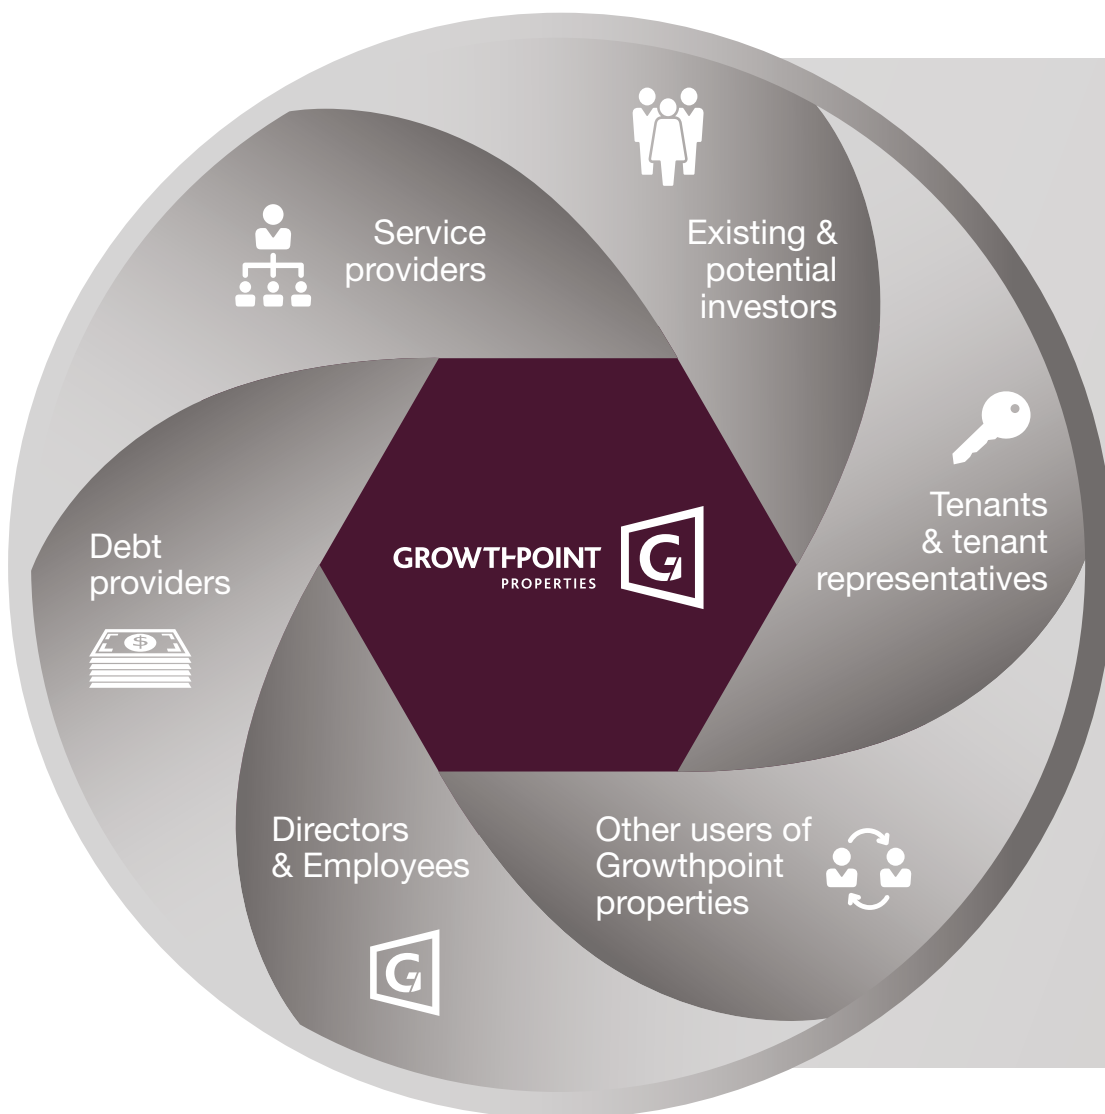 Existing &
potential
investors
Service
providers
Tenants
& tenant
representatives
GROWTHPOINT
PROPERTIES
G
Debt
providers
$
Directors
& Employees
G
Other users of
Growthpoint
properties